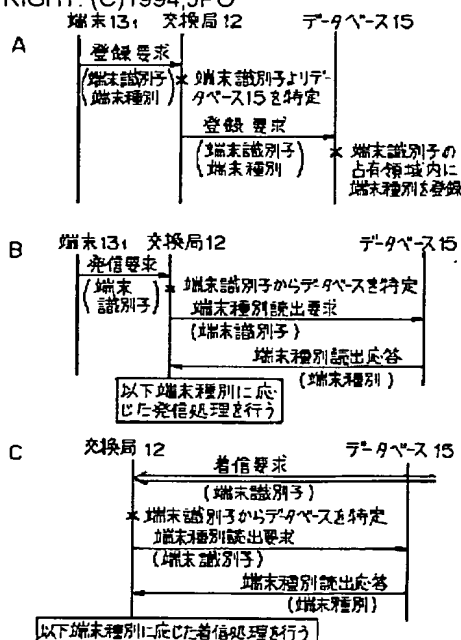 RIGHT: (C)1994,JPO
端末13₁ 交換局12 データベース15
A
登録要求
(端末識別子
端末種別)
× 端末識別子よりデー
タベース15を特定
登録要求
(端末識別子
端末種別)
× 端末識別子の
占有領域内に
端末種別を登録
B
端末13₁ 交換局12 データベース15
発信要求
(端末
識別子)
× 端末識別子からデータベースを特定
端末種別読出要求
(端末識別子)
端末種別読出応答
(端末種別)
以下端末種別に応
じた発信処理を行う
C
交換局12 データベース15
着信要求
(端末識別子)
× 端末識別子からデータベースを特定
端末種別読出要求
(端末識別子)
端末種別読出応答
(端末種別)
以下端末種別に応じた着信処理を行う